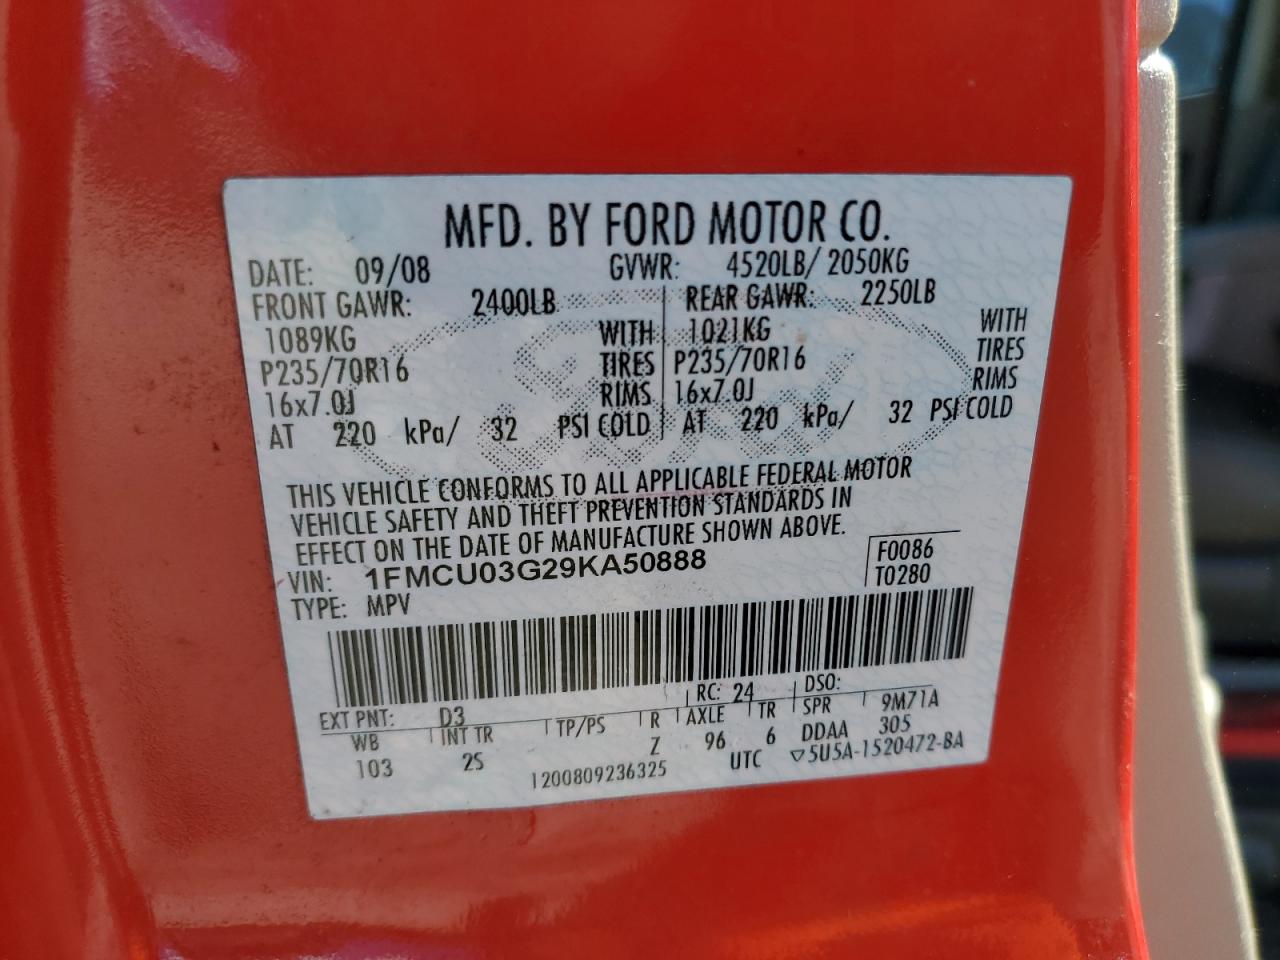 MFD. BY FORD MOTOR CO.
DATE: 09/08 GVWR: 4520LB/ 2050KG
FRONT GAWR: 2400LB REAR GAWR: 2250LB
1089KG WITH 1021KG WITH
P235/70R16 TIRES P235/70R16 TIRES
16x7.0J RIMS 16x7.0J RIMS
AT 220 kPa/ 32 PSI COLD AT 220 kPa/ 32 PSI COLD
THIS VEHICLE CONFORMS TO ALL APPLICABLE FEDERAL MOTOR
VEHICLE SAFETY AND THEFT PREVENTION STANDARDS IN
EFFECT ON THE DATE OF MANUFACTURE SHOWN ABOVE.
VIN: 1FMCU03G29KA50888 F0086
TYPE: MPV T0280
RC: 24 DSO:
EXT PNT: D3
WB INT TR TP/PS R AXLE TR SPR 9M71A
103 2S Z 96 6 DDAA 305
1200809236325 UTC ▽5U5A-1520472-BA
Ford